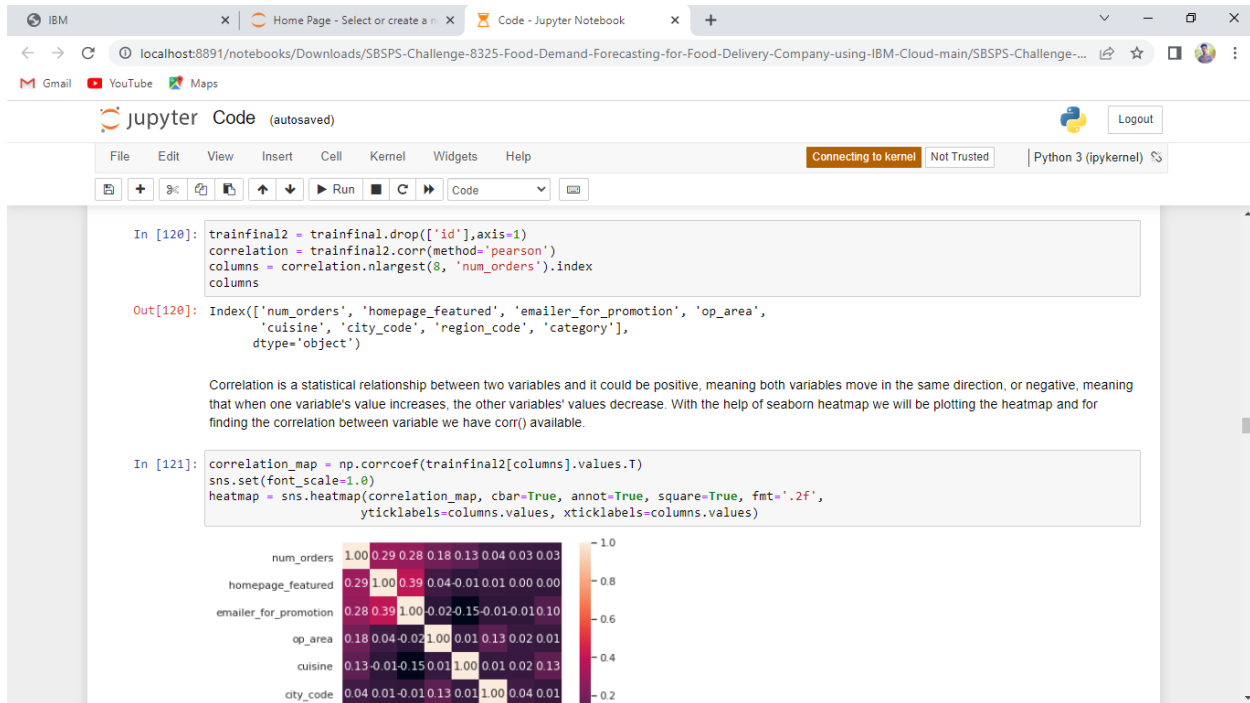 IBM
Home Page - Select or create a n
Code - Jupyter Notebook
localhost:8891/notebooks/Downloads/SBSPS-Challenge-8325-Food-Demand-Forecasting-for-Food-Delivery-Company-using-IBM-Cloud-main/SBSPS-Challenge-...
Gmail YouTube Maps
jupyter Code (autosaved)
Logout
File Edit View Insert Cell Kernel Widgets Help
Connecting to kernel Not Trusted Python 3 (ipykernel)
Run Code
In [120]: trainfinal2 = trainfinal.drop(['id'],axis=1)
correlation = trainfinal2.corr(method='pearson')
columns = correlation.nlargest(8, 'num_orders').index
columns
Out[120]: Index(['num_orders', 'homepage_featured', 'emailer_for_promotion', 'op_area',
'cuisine', 'city_code', 'region_code', 'category'],
dtype='object')
Correlation is a statistical relationship between two variables and it could be positive, meaning both variables move in the same direction, or negative, meaning
that when one variable's value increases, the other variables' values decrease. With the help of seaborn heatmap we will be plotting the heatmap and for
finding the correlation between variable we have corr() available.
In [121]: correlation_map = np.corrcoef(trainfinal2[columns].values.T)
sns.set(font_scale=1.0)
heatmap = sns.heatmap(correlation_map, cbar=True, annot=True, square=True, fmt='.2f',
yticklabels=columns.values, xticklabels=columns.values)
1.0
num_orders 1.00 0.29 0.28 0.18 0.13 0.04 0.03 0.03
homepage_featured 0.29 1.00 0.39 0.04 -0.01 0.01 0.00 0.00
0.8
emailer_for_promotion 0.28 0.39 1.00 -0.02 -0.15 -0.01 -0.01 0.10
0.6
op_area 0.18 0.04 -0.02 1.00 0.01 0.13 0.02 0.01
cuisine 0.13 -0.01 -0.15 0.01 1.00 0.01 0.02 0.13
0.4
city_code 0.04 0.01 -0.01 0.13 0.01 1.00 0.04 0.01
0.2